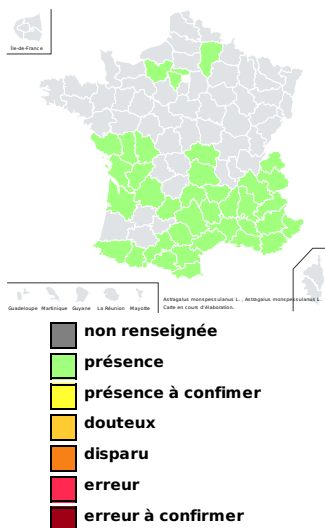 Île-de-France
Guadeloupe Martinique Guyane La Réunion Mayotte
Astragalus monspessulanus L. , Astragalus monspessulanus L.
Carte en cours d'élaboration.
non renseignée
présence
présence à confimer
douteux
disparu
erreur
erreur à confirmer